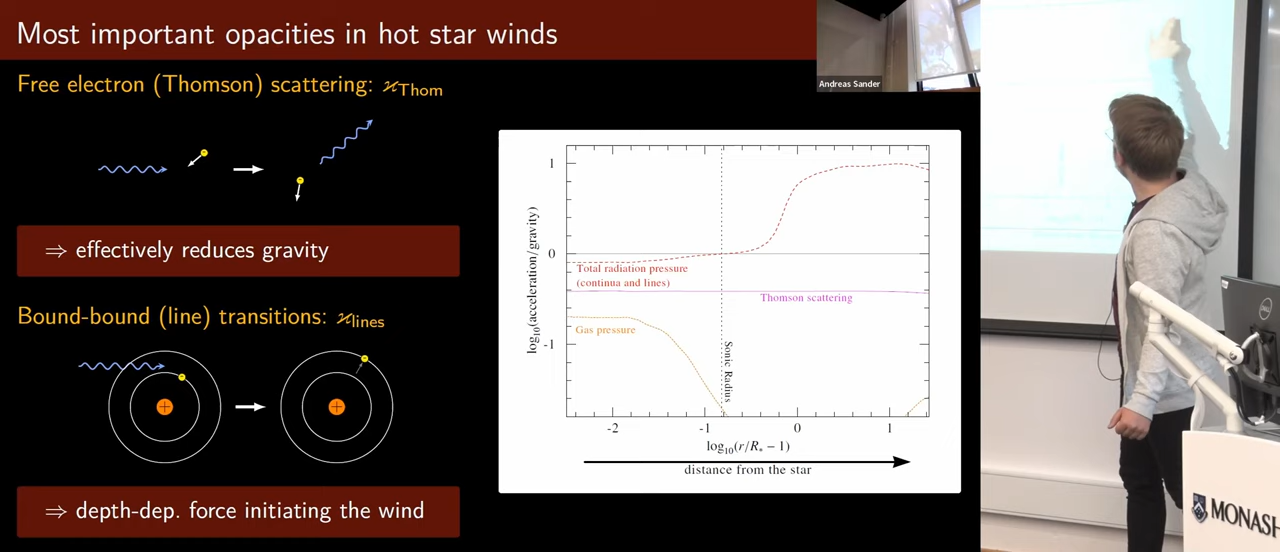 Most important opacities in hot star winds
Andreas Sander
Free electron (Thomson) scattering: ϰThom
⇒ effectively reduces gravity
Bound-bound (line) transitions: ϰlines
+
+
⇒ depth-dep. force initiating the wind
log10(acceleration/gravity)
1
0
-1
Total radiation pressure
(continua and lines)
Thomson scattering
Gas pressure
Sonic Radius
-2
-1
0
1
log10(r/R* − 1)
distance from the star
DELL
MONASH